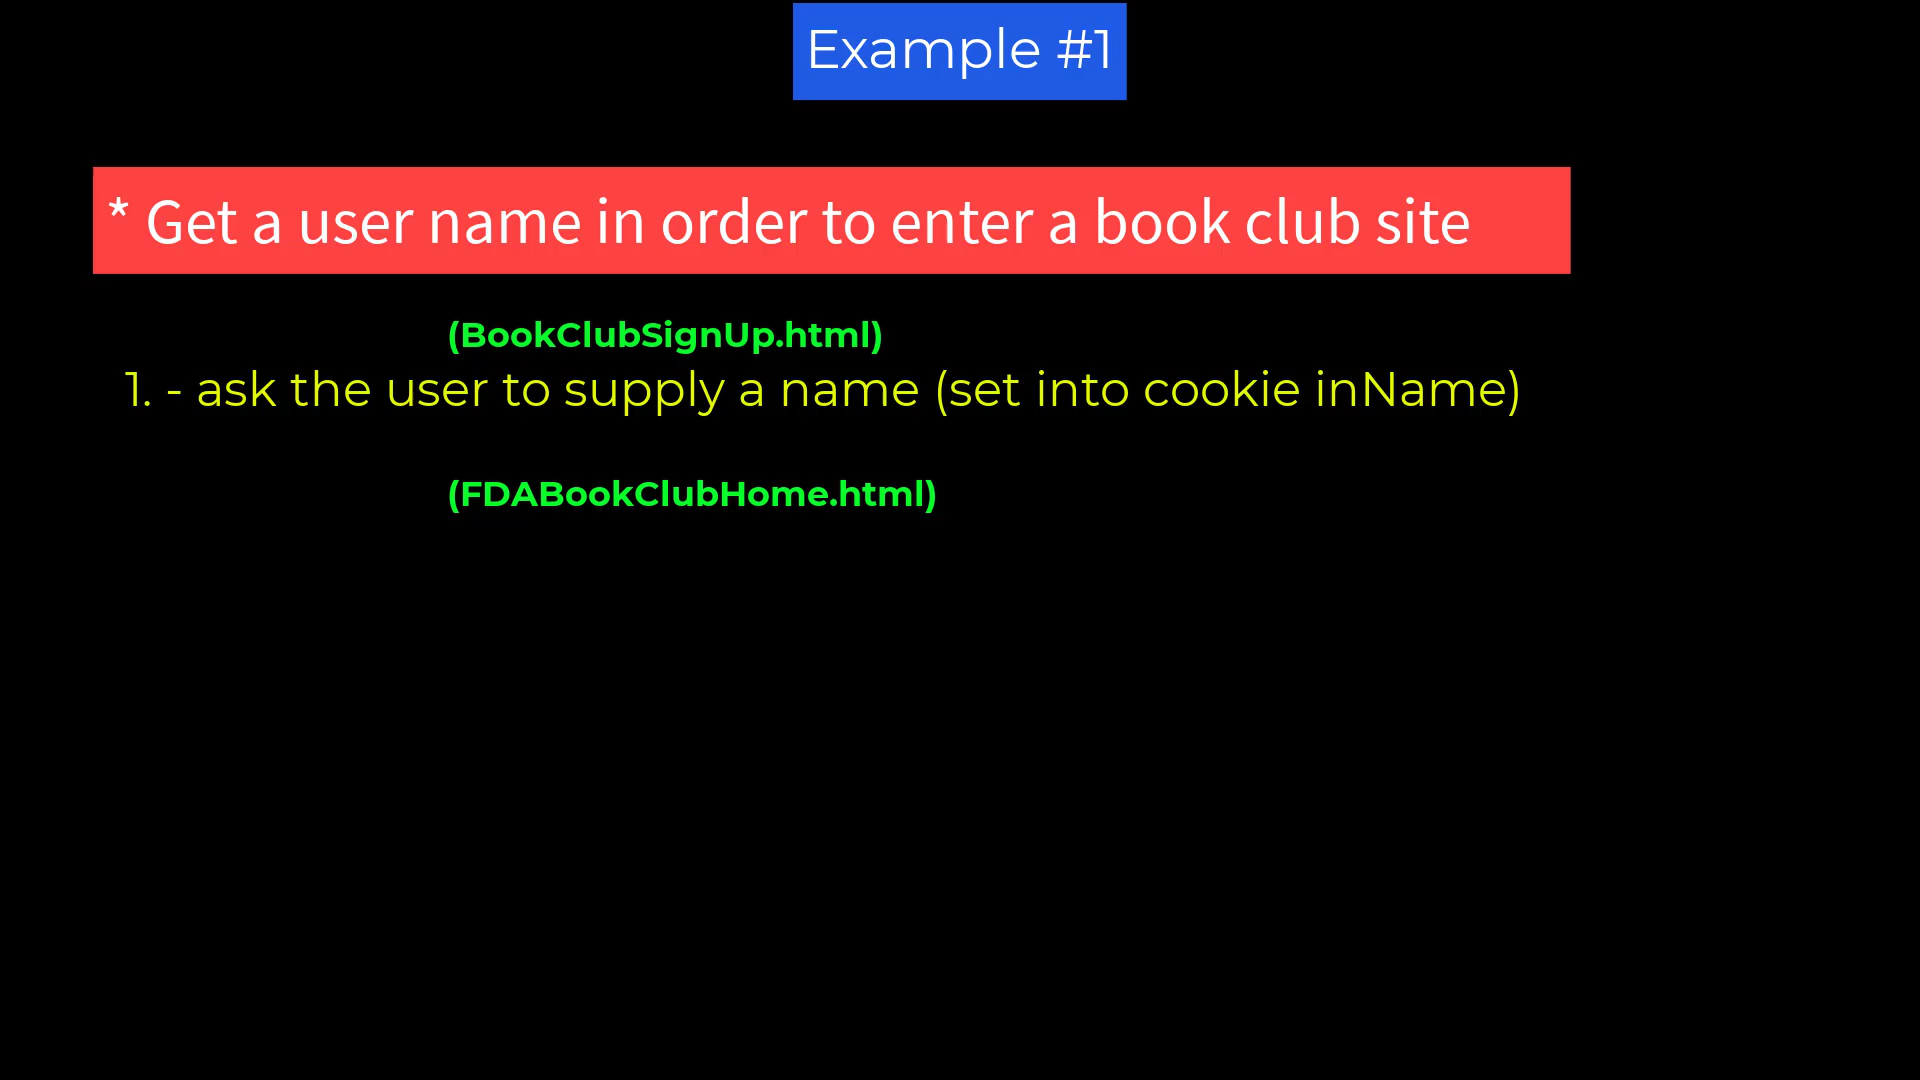 Example #1
* Get a user name in order to enter a book club site
(BookClubSignUp.html)
1. - ask the user to supply a name (set into cookie inName)
(FDABookClubHome.html)